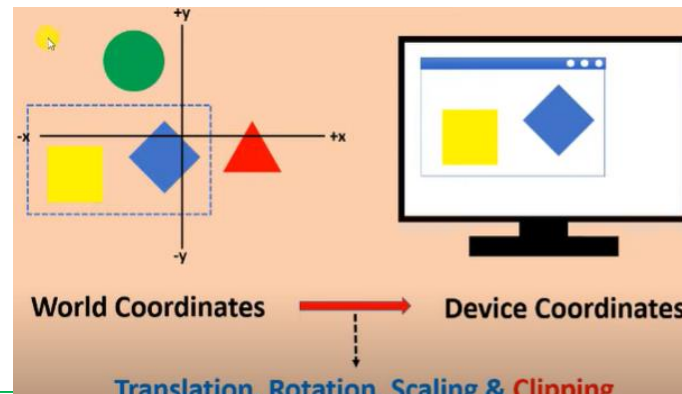 +y
-x
+x
-y
World Coordinates
Device Coordinates
Translation, Rotation, Scaling & Clipping